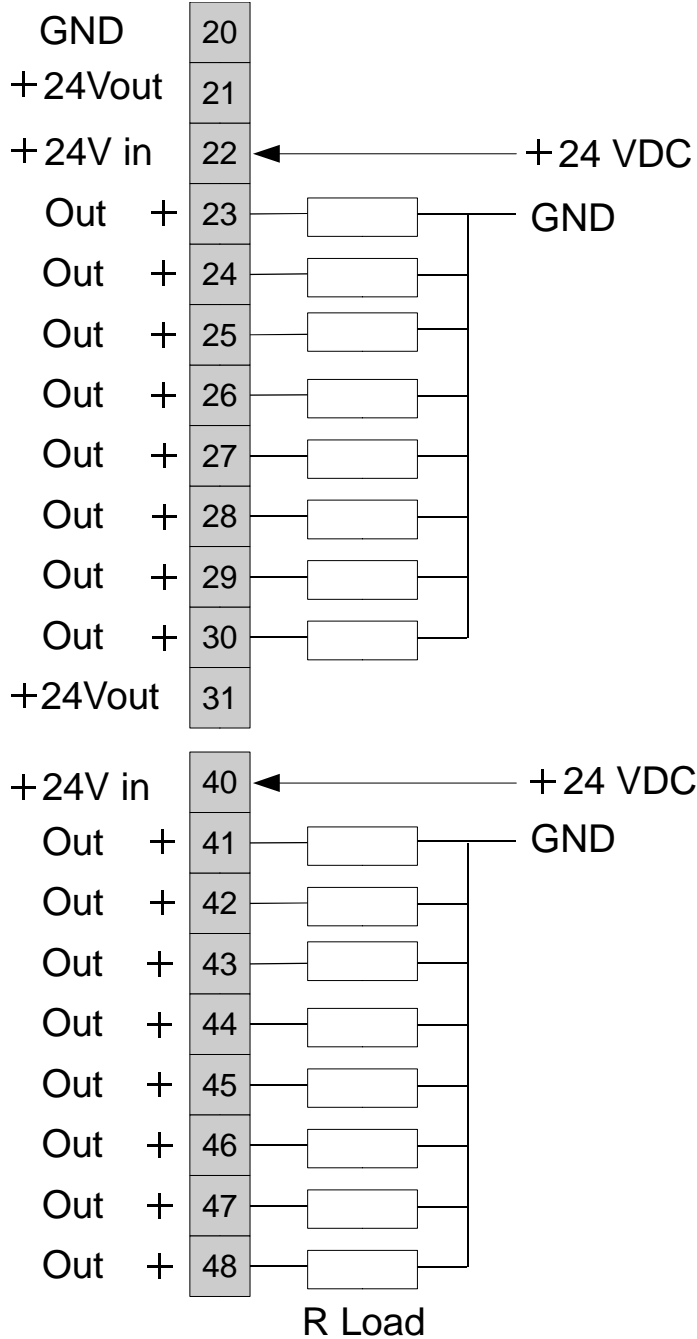 GND 20
+24Vout 21
+24V in 22 +24 VDC
Out + 23 GND
Out + 24
Out + 25
Out + 26
Out + 27
Out + 28
Out + 29
Out + 30
+24Vout 31
+24V in 40 +24 VDC
Out + 41 GND
Out + 42
Out + 43
Out + 44
Out + 45
Out + 46
Out + 47
Out + 48
R Load